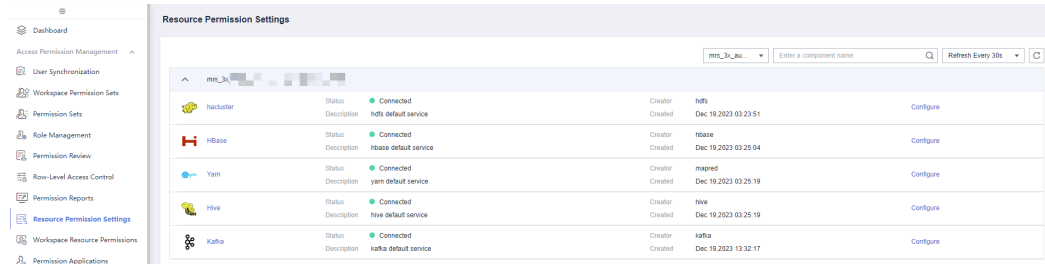 Dashboard
Access Permission Management
User Synchronization
Workspace Permission Sets
Permission Sets
Role Management
Permission Review
Row-Level Access Control
Permission Reports
Resource Permission Settings
Workspace Resource Permissions
Permission Applications
Resource Permission Settings
mrs_3x_au... Enter a component name. Refresh Every 30s
mrs_3x_
hacluster Status Connected Creator hdfs Configure
Description hdfs default service Created Dec 19,2023 03:23:51
HBase Status Connected Creator hbase Configure
Description hbase default service Created Dec 19,2023 03:25:04
Yarn Status Connected Creator mapred Configure
Description yarn default service Created Dec 19,2023 03:25:19
Hive Status Connected Creator hive Configure
Description hive default service Created Dec 19,2023 03:25:19
Kafka Status Connected Creator kafka Configure
Description kafka default service Created Dec 19,2023 13:32:17